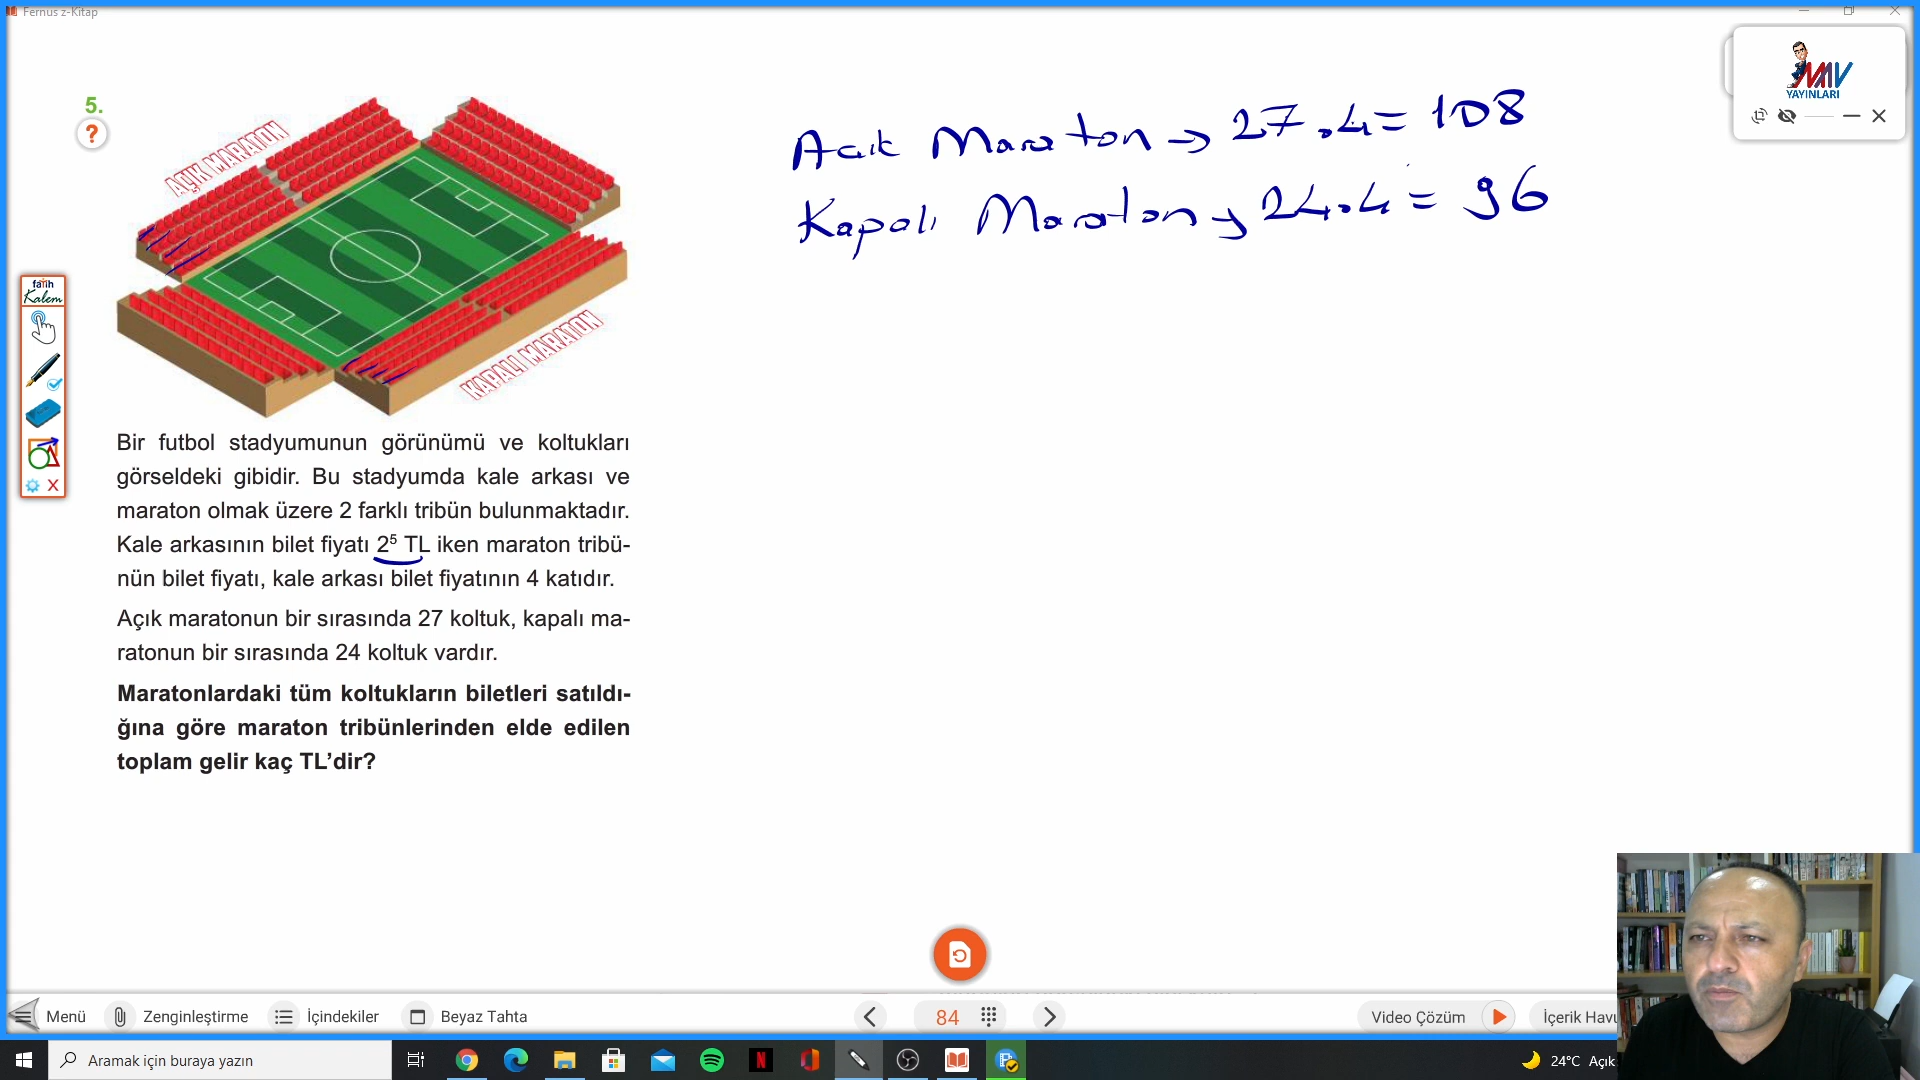 Fernus z-Kitap
MAV
YAYINLARI
5.
?
AÇIK MARATON
KAPALI MARATON
Acık Maraton → 27.4 = 108
Kapalı Maraton → 24.4 = 96
fatih
Kalem
Bir futbol stadyumunun görünümü ve koltukları
görseldeki gibidir. Bu stadyumda kale arkası ve
maraton olmak üzere 2 farklı tribün bulunmaktadır.
Kale arkasının bilet fiyatı 2⁵ TL iken maraton tribü-
nün bilet fiyatı, kale arkası bilet fiyatının 4 katıdır.
Açık maratonun bir sırasında 27 koltuk, kapalı ma-
ratonun bir sırasında 24 koltuk vardır.
Maratonlardaki tüm koltukların biletleri satıldı-
ğına göre maraton tribünlerinden elde edilen
toplam gelir kaç TL’dir?
Menü Zenginleştirme İçindekiler Beyaz Tahta 84 Video Çözüm İçerik Havu
Aramak için buraya yazın 24°C Açık